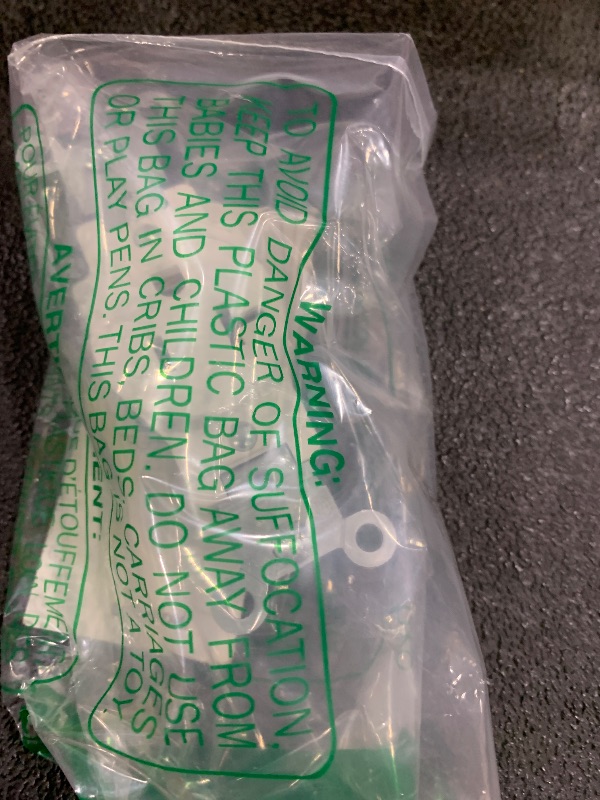 WARNING:
TO AVOID DANGER OF SUFFOCATION,
KEEP THIS PLASTIC BAG AWAY FROM
BABIES AND CHILDREN. DO NOT USE
THIS BAG IN CRIBS, BEDS, CARRIAGES
OR PLAY PENS. THIS BAG IS NOT A TOY.
D'ÉTOUFFEME